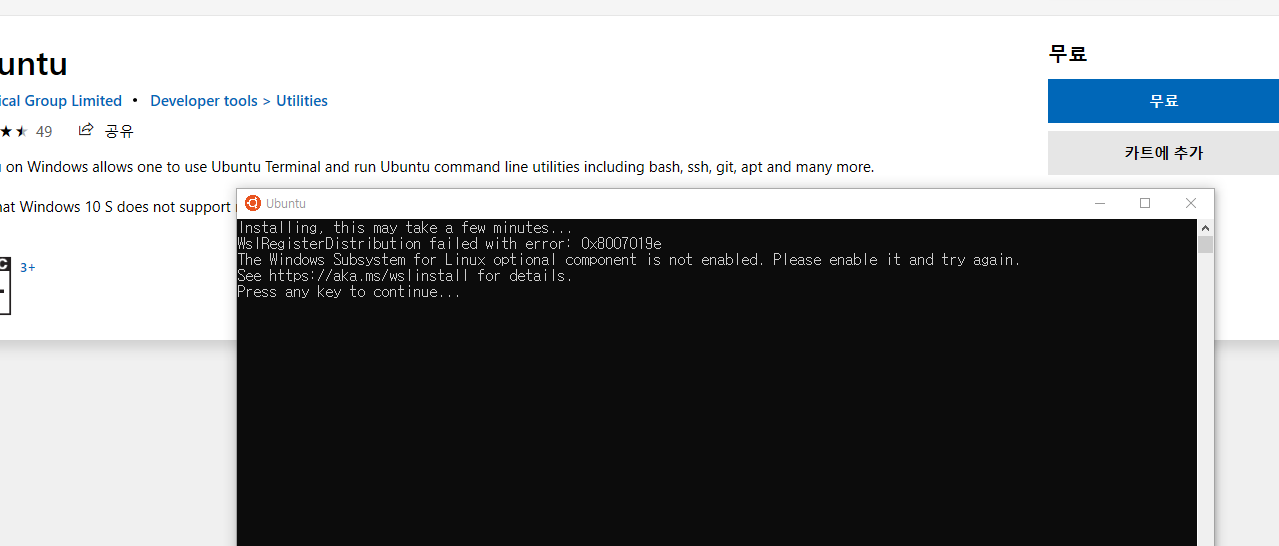 untu
무료
ical Group Limited • Developer tools > Utilities
무료
49 공유
카트에 추가
on Windows allows one to use Ubuntu Terminal and run Ubuntu command line utilities including bash, ssh, git, apt and many more.
hat Windows 10 S does not support
Ubuntu
Installing, this may take a few minutes...
WslRegisterDistribution failed with error: 0x8007019e
The Windows Subsystem for Linux optional component is not enabled. Please enable it and try again.
See https://aka.ms/wslinstall for details.
Press any key to continue...
3+